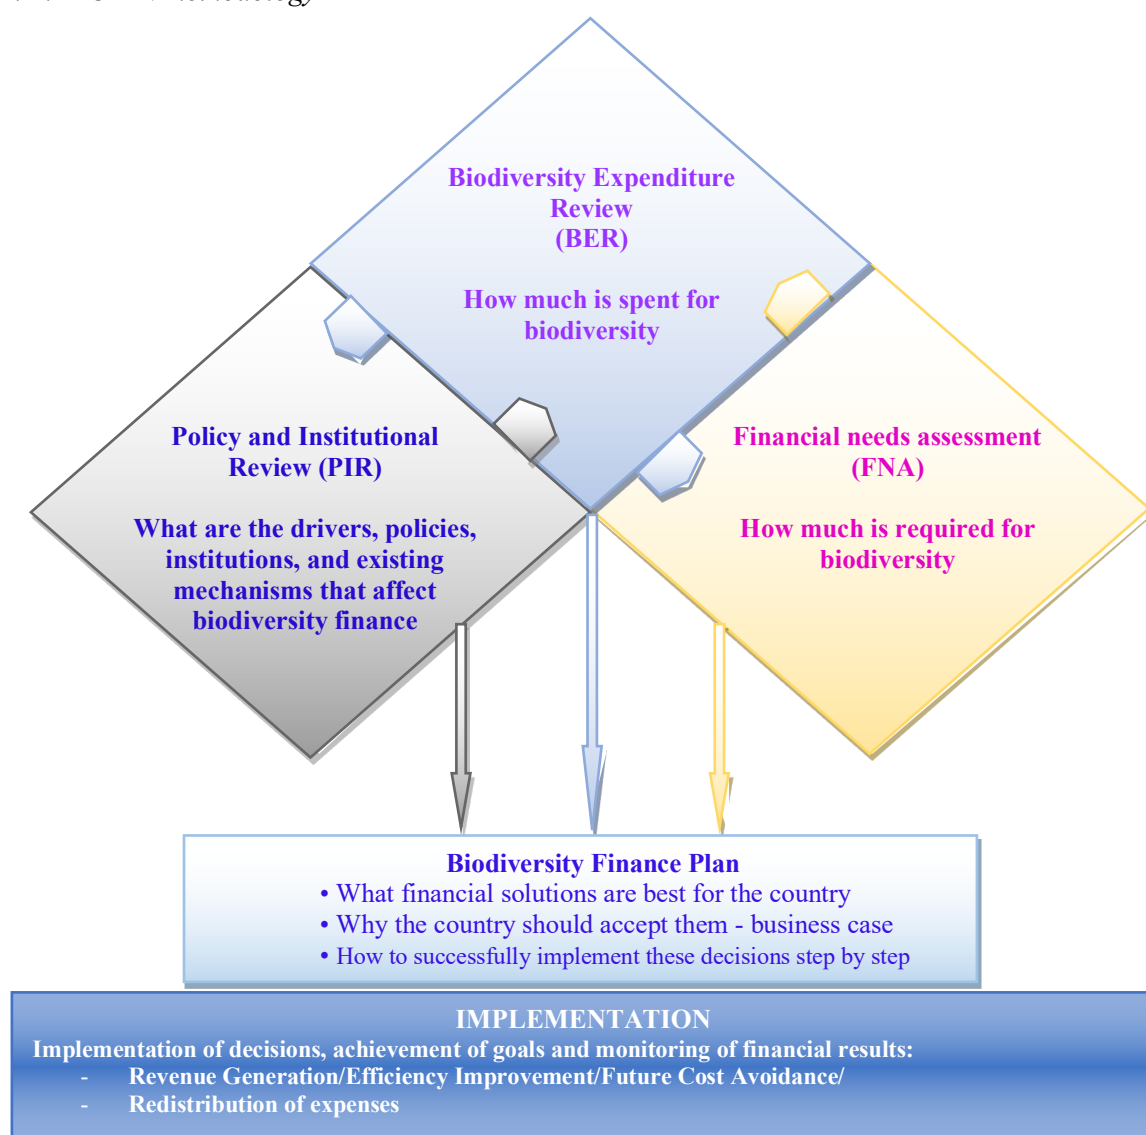 Methodology
Biodiversity Expenditure
Review
(BER)
How much is spent for
biodiversity
Policy and Institutional
Review (PIR)
What are the drivers, policies,
institutions, and existing
mechanisms that affect
biodiversity finance
Financial needs assessment
(FNA)
How much is required for
biodiversity
Biodiversity Finance Plan
• What financial solutions are best for the country
• Why the country should accept them - business case
• How to successfully implement these decisions step by step
IMPLEMENTATION
Implementation of decisions, achievement of goals and monitoring of financial results:
- Revenue Generation/Efficiency Improvement/Future Cost Avoidance/
- Redistribution of expenses